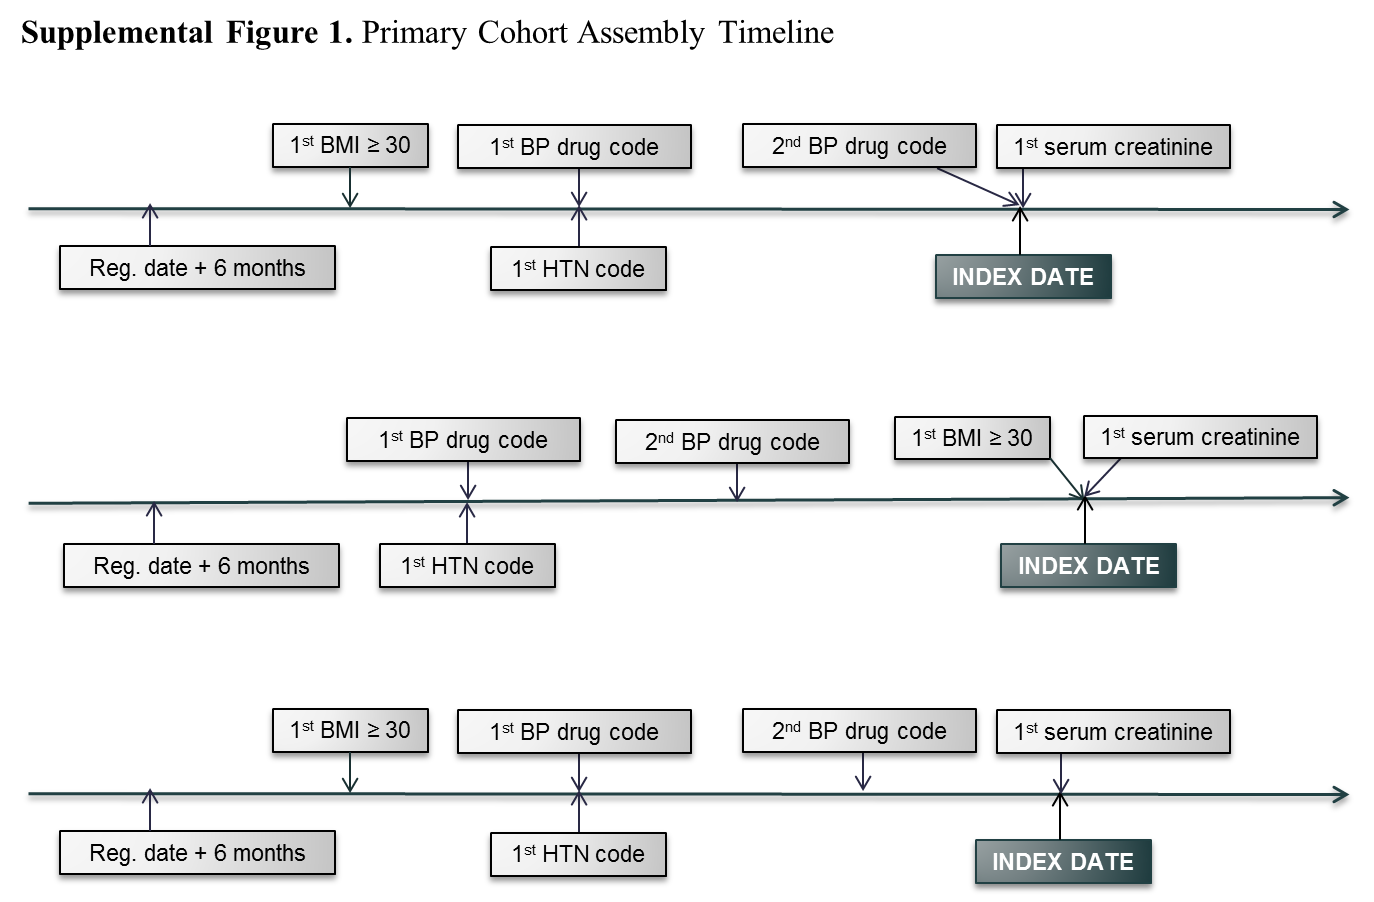 Supplemental Figure 1. Primary Cohort Assembly Timeline
1st BMI ≥ 30
1st BP drug code
2nd BP drug code
1st serum creatinine
Reg. date + 6 months
1st HTN code
INDEX DATE
1st BP drug code
2nd BP drug code
1st BMI ≥ 30
1st serum creatinine
Reg. date + 6 months
1st HTN code
INDEX DATE
1st BMI ≥ 30
1st BP drug code
2nd BP drug code
1st serum creatinine
Reg. date + 6 months
1st HTN code
INDEX DATE